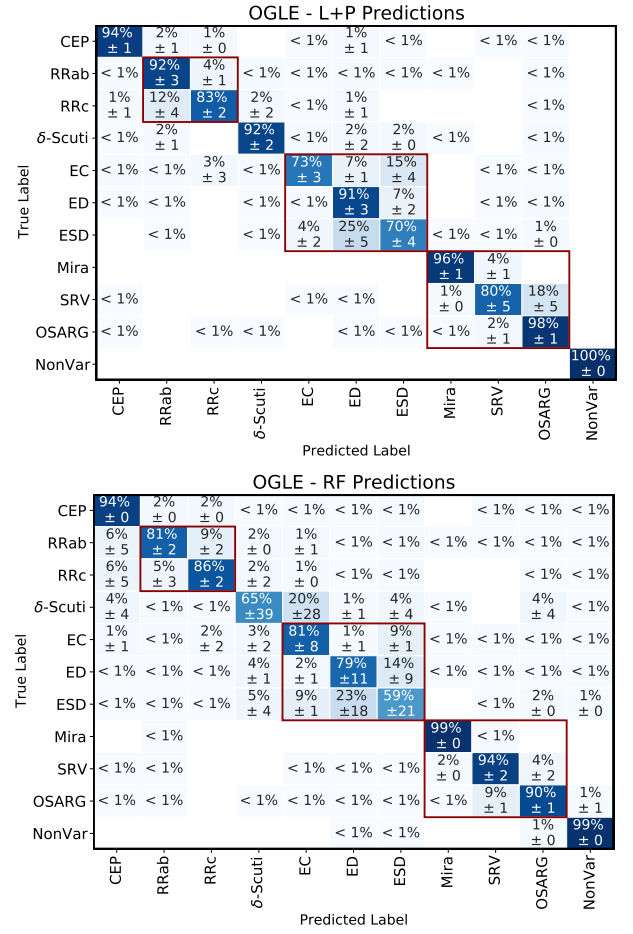 OGLE - L+P Predictions
CEP 94% ± 1 2% ± 1 1% ± 0 < 1% 1% ± 1 < 1% < 1% < 1%
RRab < 1% 92% ± 3 4% ± 1 < 1% < 1% < 1% < 1% < 1% < 1%
RRc 1% ± 1 12% ± 4 83% ± 2 2% ± 2 < 1% 1% ± 1 < 1%
δ-Scuti < 1% 2% ± 1 92% ± 2 < 1% 2% ± 2 2% ± 0 < 1% < 1%
EC < 1% < 1% 3% ± 3 < 1% 73% ± 3 7% ± 1 15% ± 4 < 1% < 1%
ED < 1% < 1% < 1% < 1% 91% ± 3 7% ± 2 < 1% < 1%
ESD < 1% < 1% 4% ± 2 25% ± 5 70% ± 4 < 1% < 1% 1% ± 0
Mira 96% ± 1 4% ± 1
SRV < 1% < 1% < 1% 1% ± 0 80% ± 5 18% ± 5
OSARG < 1% < 1% < 1% < 1% < 1% < 1% 2% ± 1 98% ± 1
NonVar 100% ± 0
True Label
CEP RRab RRc δ-Scuti EC ED ESD Mira SRV OSARG NonVar
Predicted Label
OGLE - RF Predictions
CEP 94% ± 0 2% ± 0 2% ± 0 < 1% < 1% < 1% < 1% < 1% < 1% < 1%
RRab 6% ± 5 81% ± 2 9% ± 2 2% ± 0 1% ± 1 < 1% < 1% < 1% < 1% < 1% < 1%
RRc 6% ± 5 5% ± 3 86% ± 2 2% ± 2 1% ± 0 < 1% < 1% < 1% < 1%
δ-Scuti 4% ± 4 < 1% < 1% 65% ±39 20% ±28 1% ± 1 4% ± 4 < 1% 4% ± 4 < 1%
EC 1% ± 1 < 1% 2% ± 2 3% ± 2 81% ± 8 1% ± 1 9% ± 1 < 1% < 1% < 1% < 1%
ED < 1% < 1% < 1% 4% ± 1 2% ± 1 79% ±11 14% ± 9 < 1% < 1% < 1% < 1%
ESD < 1% < 1% < 1% 5% ± 4 9% ± 1 23% ±18 59% ±21 < 1% 2% ± 0 1% ± 0
Mira < 1% 99% ± 0 < 1%
SRV < 1% < 1% < 1% < 1% < 1% 2% ± 0 94% ± 2 4% ± 2
OSARG < 1% < 1% < 1% < 1% < 1% < 1% < 1% 9% ± 1 90% ± 1 1% ± 1
NonVar < 1% < 1% 1% ± 0 99% ± 0
True Label
CEP RRab RRc δ-Scuti EC ED ESD Mira SRV OSARG NonVar
Predicted Label